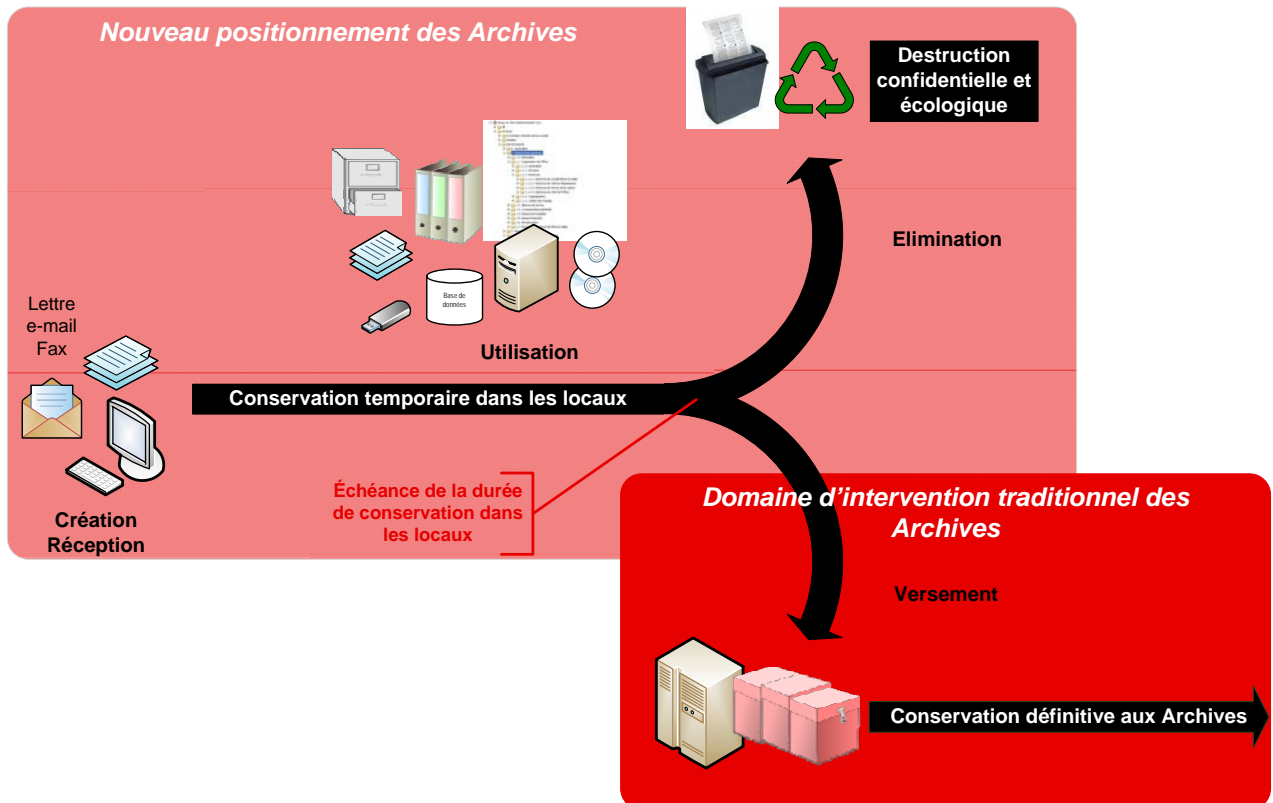 Nouveau positionnement des Archives
Destruction
confidentielle et
écologique
Elimination
Base de
données
Utilisation
Lettre
e-mail
Fax
Création
Réception
Conservation temporaire dans les locaux
Échéance de la durée
de conservation dans
les locaux
Domaine d’intervention traditionnel des
Archives
Versement
Conservation définitive aux Archives